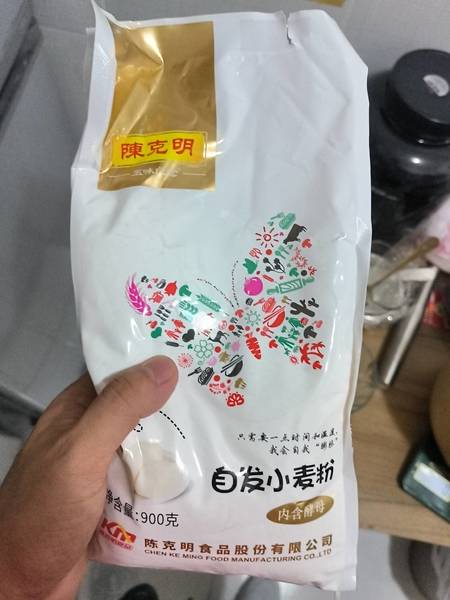 陳克明
只需要一点时间和温度,
我会自我“膨胀”
自发小麦粉
内含酵母
净含量:900克
陈克明食品股份有限公司
CHEN KE MING FOOD MANUFACTURING CO.,LTD